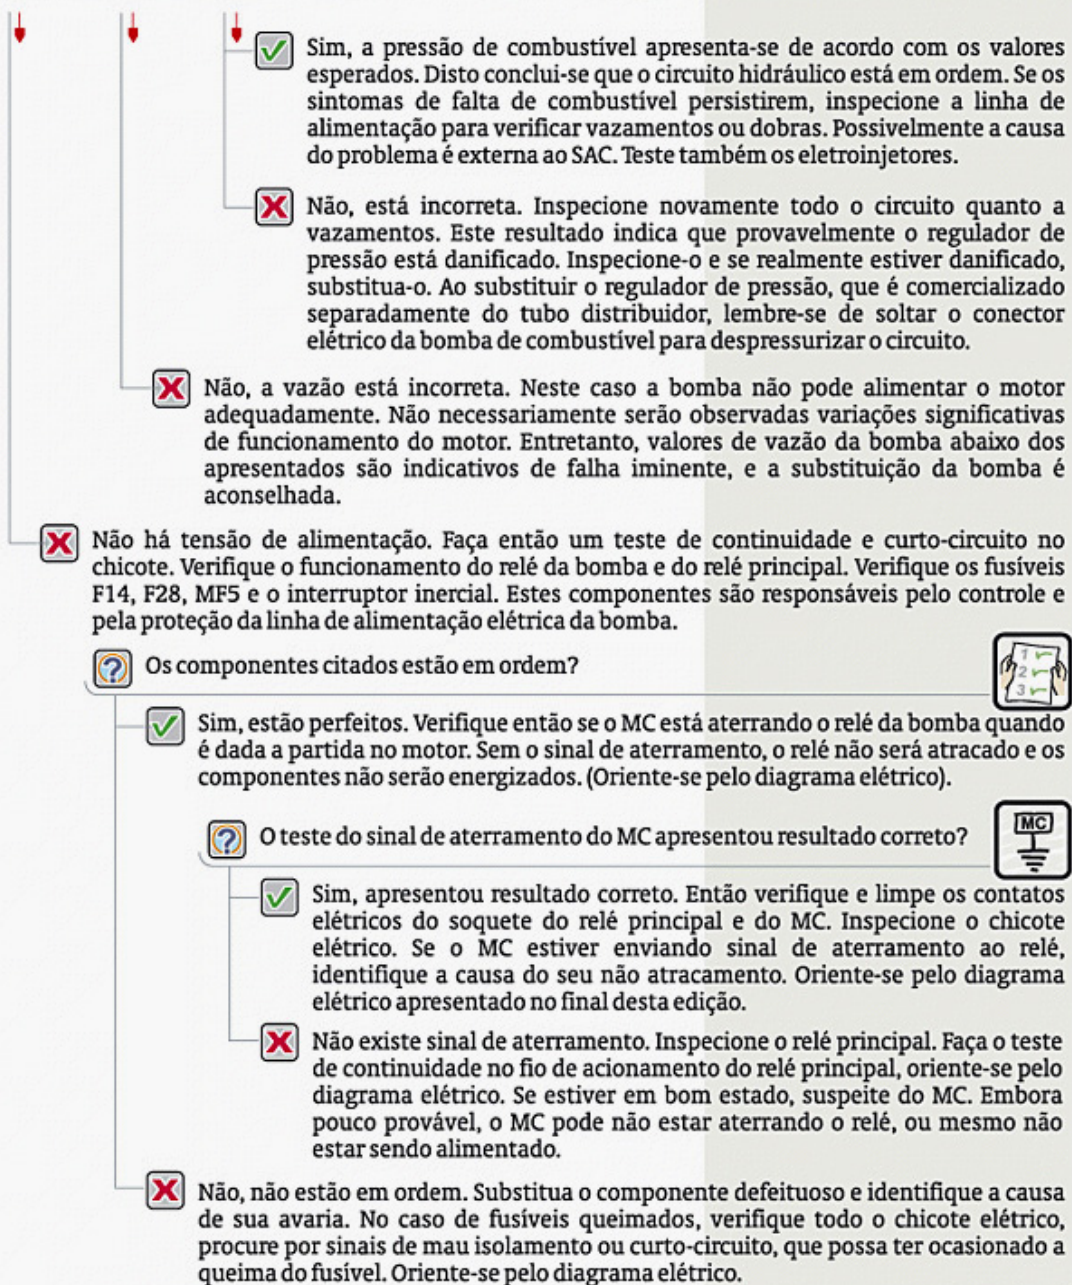 Sim, a pressão de combustível apresenta-se de acordo com os valores
esperados. Disto conclui-se que o circuito hidráulico está em ordem. Se os
sintomas de falta de combustível persistirem, inspecione a linha de
alimentação para verificar vazamentos ou dobras. Possivelmente a causa
do problema é externa ao SAC. Teste também os eletroinjetores.
Não, está incorreta. Inspecione novamente todo o circuito quanto a
vazamentos. Este resultado indica que provavelmente o regulador de
pressão está danificado. Inspecione-o e se realmente estiver danificado,
substitua-o. Ao substituir o regulador de pressão, que é comercializado
separadamente do tubo distribuidor, lembre-se de soltar o conector
elétrico da bomba de combustível para despressurizar o circuito.
Não, a vazão está incorreta. Neste caso a bomba não pode alimentar o motor
adequadamente. Não necessariamente serão observadas variações significativas
de funcionamento do motor. Entretanto, valores de vazão da bomba abaixo dos
apresentados são indicativos de falha iminente, e a substituição da bomba é
aconselhada.
Não há tensão de alimentação. Faça então um teste de continuidade e curto-circuito no
chicote. Verifique o funcionamento do relé da bomba e do relé principal. Verifique os fusíveis
F14, F28, MF5 e o interruptor inercial. Estes componentes são responsáveis pelo controle e
pela proteção da linha de alimentação elétrica da bomba.
Os componentes citados estão em ordem?
1
2
3
Sim, estão perfeitos. Verifique então se o MC está aterrando o relé da bomba quando
é dada a partida no motor. Sem o sinal de aterramento, o relé não será atracado e os
componentes não serão energizados. (Oriente-se pelo diagrama elétrico).
O teste do sinal de aterramento do MC apresentou resultado correto?
MC
Sim, apresentou resultado correto. Então verifique e limpe os contatos
elétricos do soquete do relé principal e do MC. Inspecione o chicote
elétrico. Se o MC estiver enviando sinal de aterramento ao relé,
identifique a causa do seu não atracamento. Oriente-se pelo diagrama
elétrico apresentado no final desta edição.
Não existe sinal de aterramento. Inspecione o relé principal. Faça o teste
de continuidade no fio de acionamento do relé principal, oriente-se pelo
diagrama elétrico. Se estiver em bom estado, suspeite do MC. Embora
pouco provável, o MC pode não estar aterrando o relé, ou mesmo não
estar sendo alimentado.
Não, não estão em ordem. Substitua o componente defeituoso e identifique a causa
de sua avaria. No caso de fusíveis queimados, verifique todo o chicote elétrico,
procure por sinais de mau isolamento ou curto-circuito, que possa ter ocasionado a
queima do fusível. Oriente-se pelo diagrama elétrico.